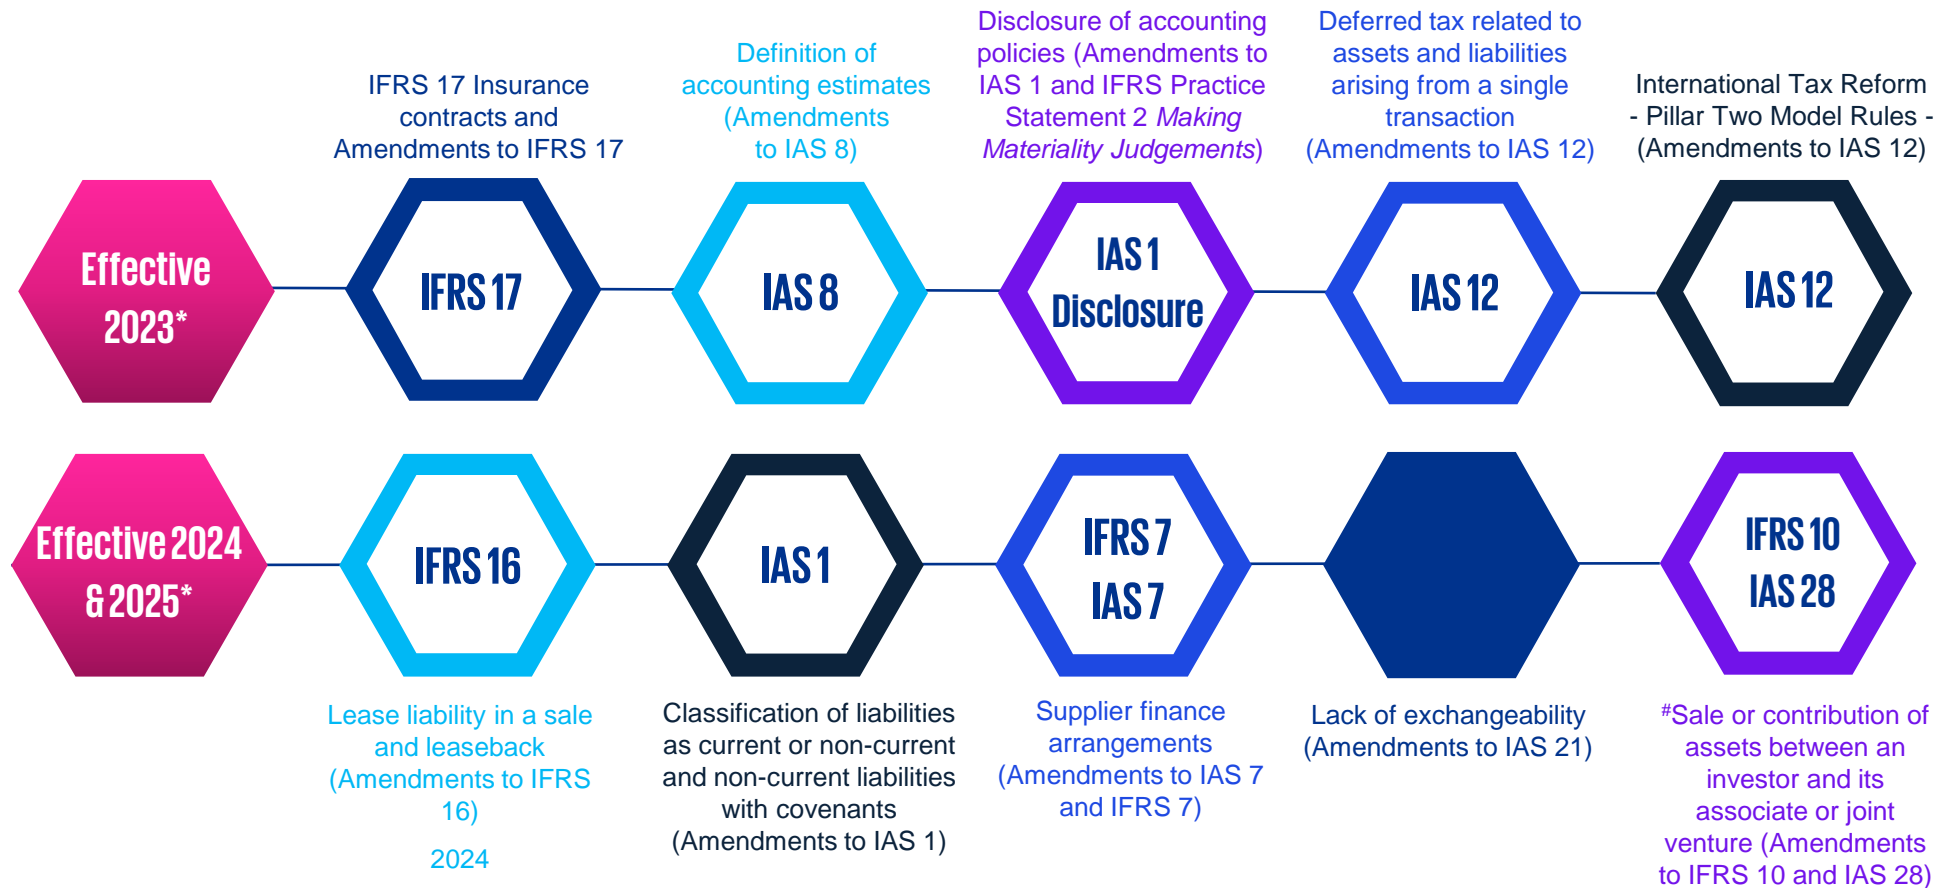 IFRS 17 Insurance
contracts and
Amendments to IFRS 17
Definition of
accounting estimates
(Amendments
to IAS 8)
Disclosure of accounting
policies (Amendments to
IAS 1 and IFRS Practice
Statement 2 Making
Materiality Judgements)
Deferred tax related to
assets and liabilities
arising from a single
transaction
(Amendments to IAS 12)
International Tax Reform
- Pillar Two Model Rules -
(Amendments to IAS 12)
Effective
2023*
IFRS 17
IAS 8
IAS 1
Disclosure
IAS 12
IAS 12
Effective 2024
& 2025*
IFRS 16
IAS 1
IFRS 7
IAS 7
IFRS 10
IAS 28
Lease liability in a sale
and leaseback
(Amendments to IFRS
16)
2024
Classification of liabilities
as current or non-current
and non-current liabilities
with covenants
(Amendments to IAS 1)
Supplier finance
arrangements
(Amendments to IAS 7
and IFRS 7)
Lack of exchangeability
(Amendments to IAS 21)
#Sale or contribution of
assets between an
investor and its
associate or joint
venture (Amendments
to IFRS 10 and IAS 28)